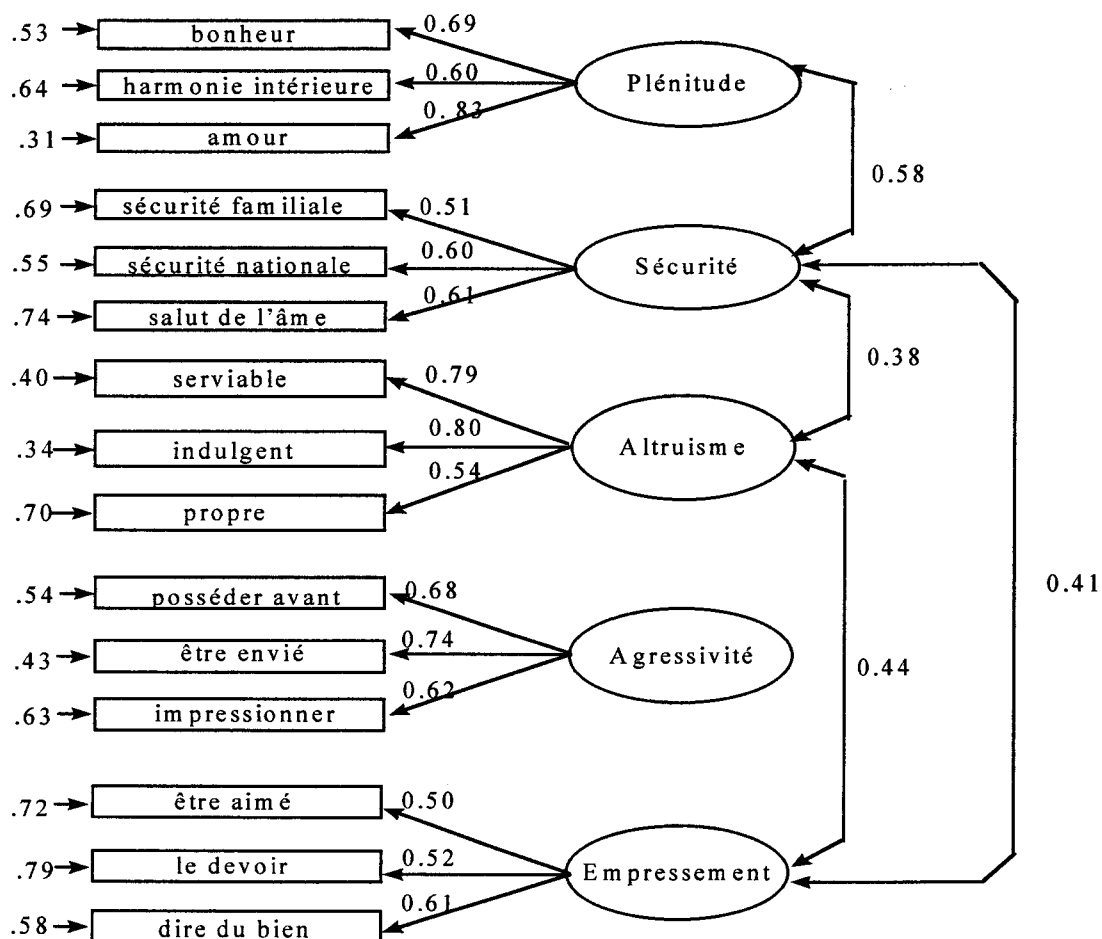 .53 bonheur 0.69
.64 harmonie intérieure 0.60 Plénitude
.31 amour 0.83
0.58
.69 sécurité familiale 0.51
.55 sécurité nationale 0.60 Sécurité
.74 salut de l'âme 0.61
0.38
.40 serviable 0.79
.34 indulgent 0.80 Altruisme
.70 propre 0.54
0.41
.54 posséder avant 0.68
.43 être envié 0.74 Agressivité
0.44
.63 impressionner 0.62
.72 être aimé 0.50
.79 le devoir 0.52 Empressement
.58 dire du bien 0.61